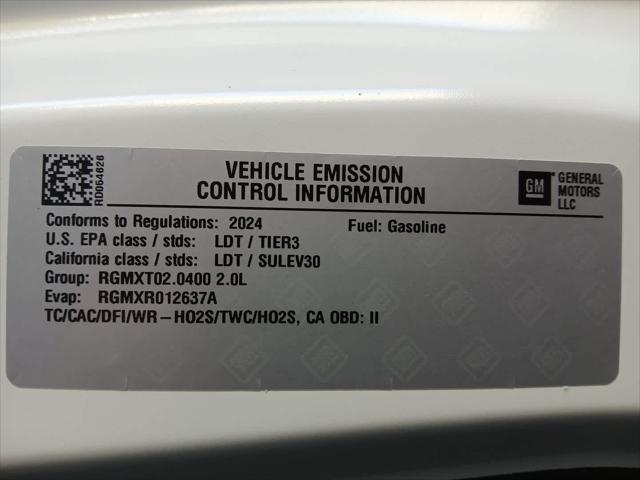 RD064626
VEHICLE EMISSION
CONTROL INFORMATION
GM
GENERAL
MOTORS
LLC
Conforms to Regulations: 2024 Fuel: Gasoline
U.S. EPA class / stds: LDT / TIER3
California class / stds: LDT / SULEV30
Group: RGMXT02.0400 2.0L
Evap: RGMXR012637A
TC/CAC/DFI/WR-HO2S/TWC/HO2S, CA OBD: II